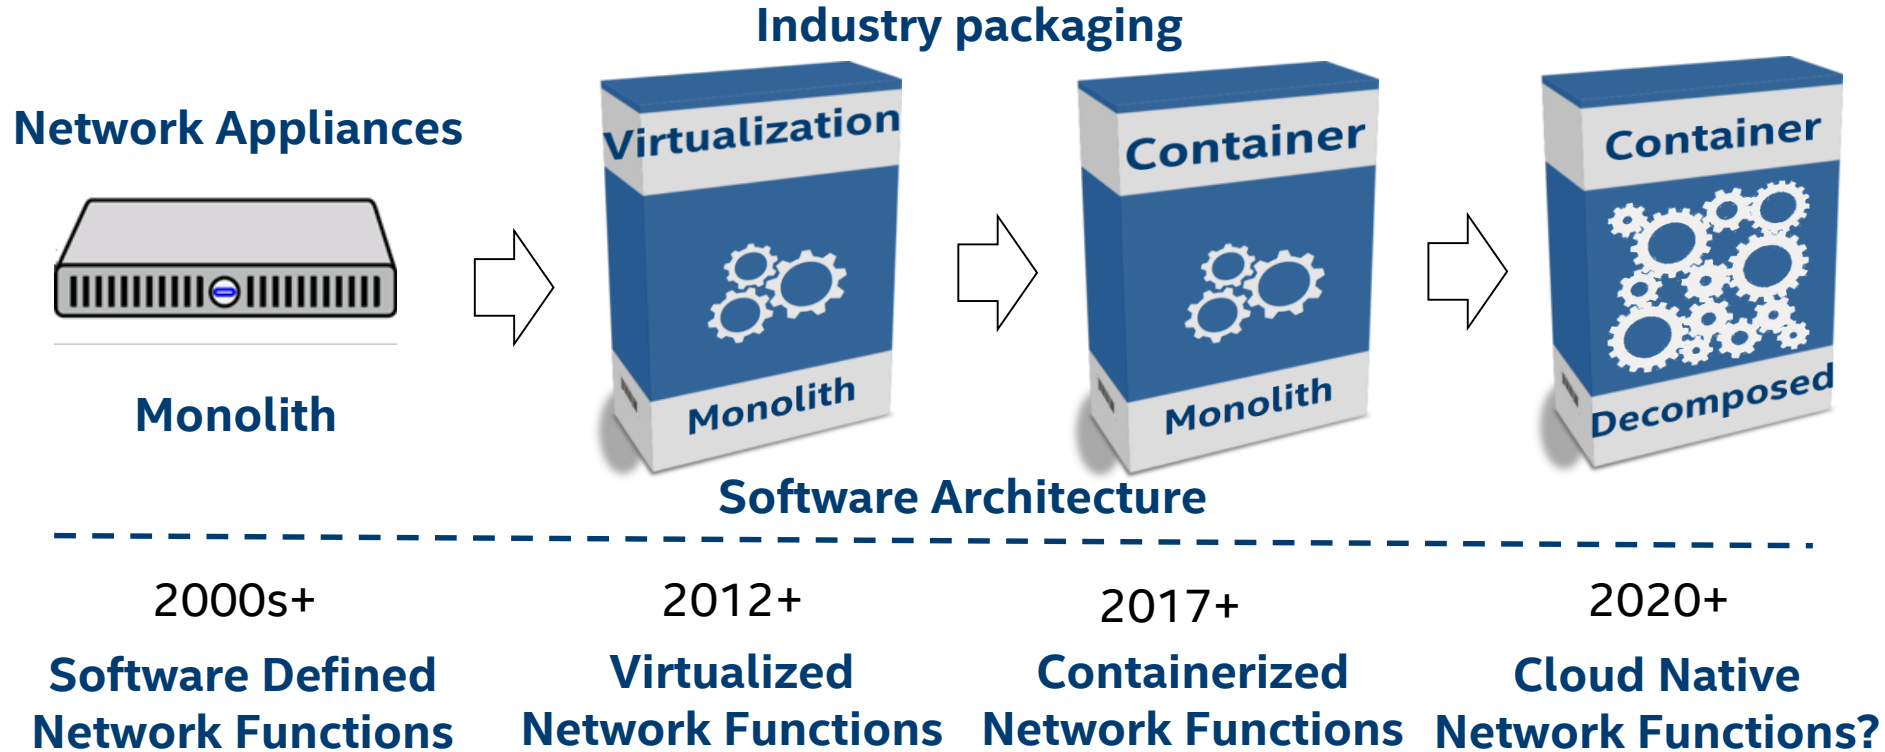 Industry packaging
Network Appliances
Monolith
Virtualization
Monolith
Container
Monolith
Container
Decomposed
Software Architecture
2000s+
Software Defined
Network Functions
2012+
Virtualized
Network Functions
2017+
Containerized
Network Functions
2020+
Cloud Native
Network Functions?